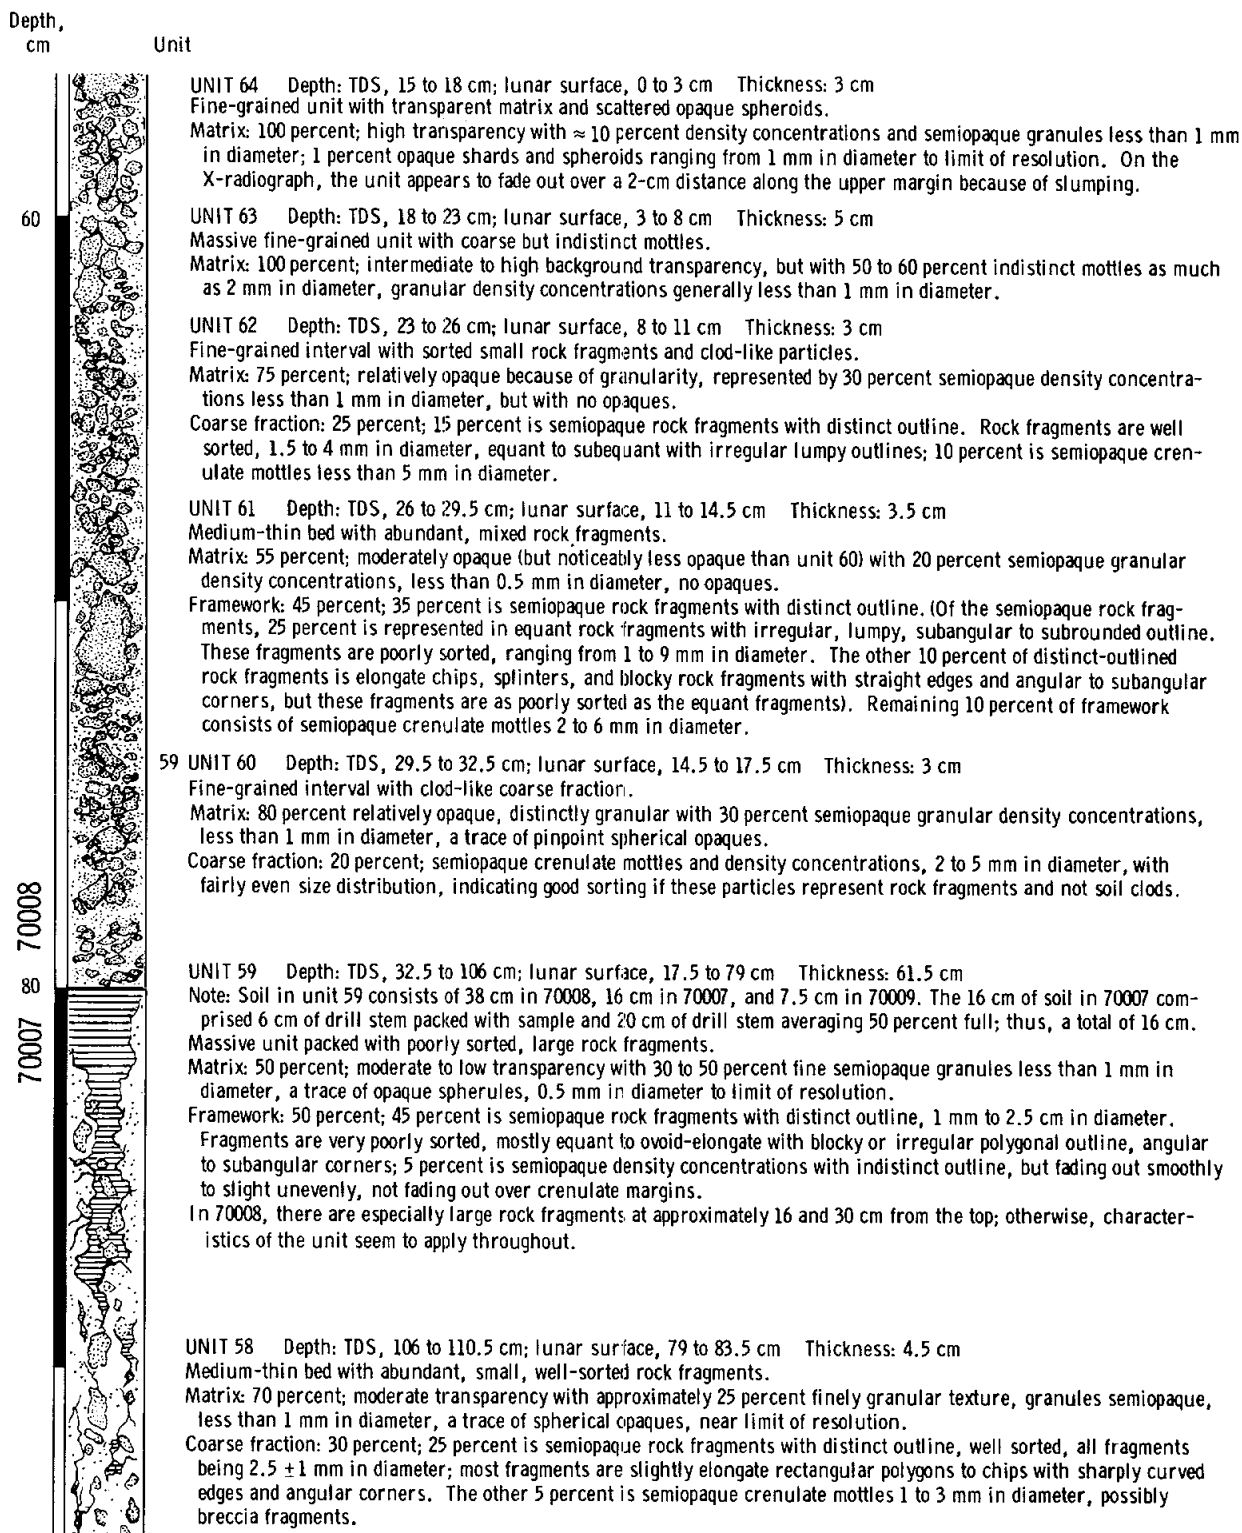 Depth,
cm
Unit
UNIT 64 Depth: TDS, 15 to 18 cm; lunar surface, 0 to 3 cm Thickness: 3 cm
Fine-grained unit with transparent matrix and scattered opaque spheroids.
Matrix: 100 percent; high transparency with ≈ 10 percent density concentrations and semiopaque granules less than 1 mm
in diameter; 1 percent opaque shards and spheroids ranging from 1 mm in diameter to limit of resolution. On the
X-radiograph, the unit appears to fade out over a 2-cm distance along the upper margin because of slumping.
60
UNIT 63 Depth: TDS, 18 to 23 cm; lunar surface, 3 to 8 cm Thickness: 5 cm
Massive fine-grained unit with coarse but indistinct mottles.
Matrix: 100 percent; intermediate to high background transparency, but with 50 to 60 percent indistinct mottles as much
as 2 mm in diameter, granular density concentrations generally less than 1 mm in diameter.
UNIT 62 Depth: TDS, 23 to 26 cm; lunar surface, 8 to 11 cm Thickness: 3 cm
Fine-grained interval with sorted small rock fragments and clod-like particles.
Matrix: 75 percent; relatively opaque because of granularity, represented by 30 percent semiopaque density concentra-
tions less than 1 mm in diameter, but with no opaques.
Coarse fraction: 25 percent; 15 percent is semiopaque rock fragments with distinct outline. Rock fragments are well
sorted, 1.5 to 4 mm in diameter, equant to subequant with irregular lumpy outlines; 10 percent is semiopaque cren-
ulate mottles less than 5 mm in diameter.
UNIT 61 Depth: TDS, 26 to 29.5 cm; lunar surface, 11 to 14.5 cm Thickness: 3.5 cm
Medium-thin bed with abundant, mixed rock fragments.
Matrix: 55 percent; moderately opaque (but noticeably less opaque than unit 60) with 20 percent semiopaque granular
density concentrations, less than 0.5 mm in diameter, no opaques.
Framework: 45 percent; 35 percent is semiopaque rock fragments with distinct outline. (Of the semiopaque rock frag-
ments, 25 percent is represented in equant rock fragments with irregular, lumpy, subangular to subrounded outline.
These fragments are poorly sorted, ranging from 1 to 9 mm in diameter. The other 10 percent of distinct-outlined
rock fragments is elongate chips, splinters, and blocky rock fragments with straight edges and angular to subangular
corners, but these fragments are as poorly sorted as the equant fragments). Remaining 10 percent of framework
consists of semiopaque crenulate mottles 2 to 6 mm in diameter.
59 UNIT 60 Depth: TDS, 29.5 to 32.5 cm; lunar surface, 14.5 to 17.5 cm Thickness: 3 cm
Fine-grained interval with clod-like coarse fraction.
Matrix: 80 percent relatively opaque, distinctly granular with 30 percent semiopaque granular density concentrations,
less than 1 mm in diameter, a trace of pinpoint spherical opaques.
Coarse fraction: 20 percent; semiopaque crenulate mottles and density concentrations, 2 to 5 mm in diameter, with
fairly even size distribution, indicating good sorting if these particles represent rock fragments and not soil clods.
70008
UNIT 59 Depth: TDS, 32.5 to 106 cm; lunar surface, 17.5 to 79 cm Thickness: 61.5 cm
80
Note: Soil in unit 59 consists of 38 cm in 70008, 16 cm in 70007, and 7.5 cm in 70009. The 16 cm of soil in 70007 com-
prised 6 cm of drill stem packed with sample and 20 cm of drill stem averaging 50 percent full; thus, a total of 16 cm.
70007
Massive unit packed with poorly sorted, large rock fragments.
Matrix: 50 percent; moderate to low transparency with 30 to 50 percent fine semiopaque granules less than 1 mm in
diameter, a trace of opaque spherules, 0.5 mm in diameter to limit of resolution.
Framework: 50 percent; 45 percent is semiopaque rock fragments with distinct outline, 1 mm to 2.5 cm in diameter.
Fragments are very poorly sorted, mostly equant to ovoid-elongate with blocky or irregular polygonal outline, angular
to subangular corners; 5 percent is semiopaque density concentrations with indistinct outline, but fading out smoothly
to slight unevenly, not fading out over crenulate margins.
In 70008, there are especially large rock fragments at approximately 16 and 30 cm from the top; otherwise, character-
istics of the unit seem to apply throughout.
UNIT 58 Depth: TDS, 106 to 110.5 cm; lunar surface, 79 to 83.5 cm Thickness: 4.5 cm
Medium-thin bed with abundant, small, well-sorted rock fragments.
Matrix: 70 percent; moderate transparency with approximately 25 percent finely granular texture, granules semiopaque,
less than 1 mm in diameter, a trace of spherical opaques, near limit of resolution.
Coarse fraction: 30 percent; 25 percent is semiopaque rock fragments with distinct outline, well sorted, all fragments
being 2.5 ±1 mm in diameter; most fragments are slightly elongate rectangular polygons to chips with sharply curved
edges and angular corners. The other 5 percent is semiopaque crenulate mottles 1 to 3 mm in diameter, possibly
breccia fragments.